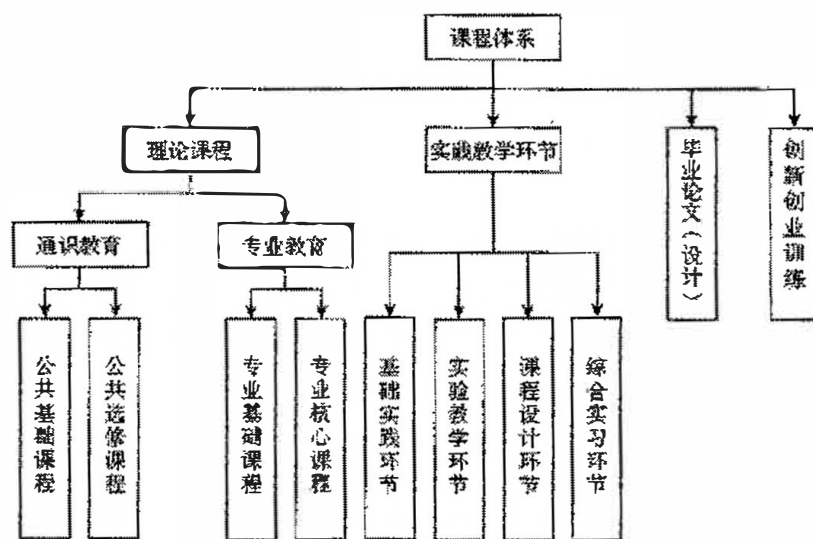 课程体系
理论课程
实践教学环节
毕业论文（设计）
创新创业训练
通识教育
专业教育
公共基础课程
公共选修课程
专业基础课程
专业核心课程
基础实践环节
实验教学环节
课程设计环节
综合实习环节